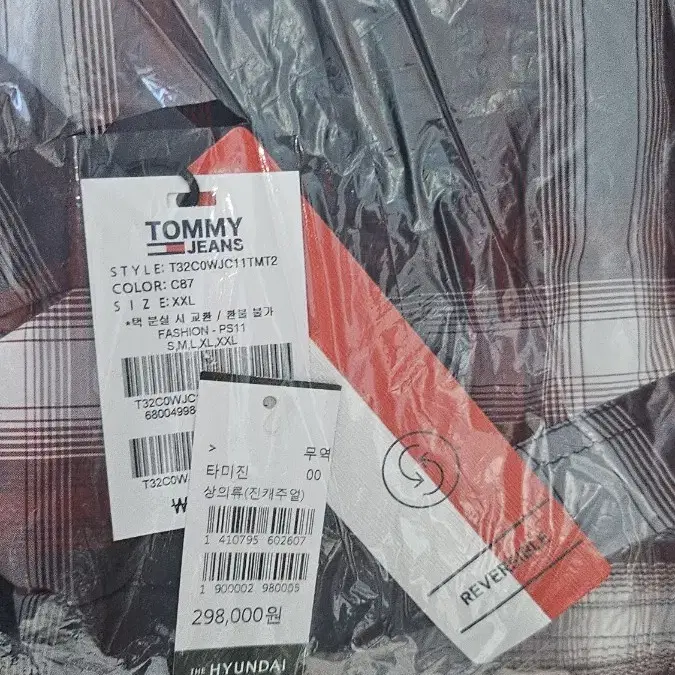 TOMMY
JEANS
STYLE: T32C0WJC11TMT2
COLOR: C87
SIZE: XXL
*택 분실 시 교환 / 환불 불가
FASHION - PS11
S,M,L,XL,XXL
T32C0WJC
68004998
T32C0W
₩
> 무역
타미진 00
상의류(진캐주얼)
1 410795 602607
1 900002 980005
298,000원
THE HYUNDAI
REVERSIBLE